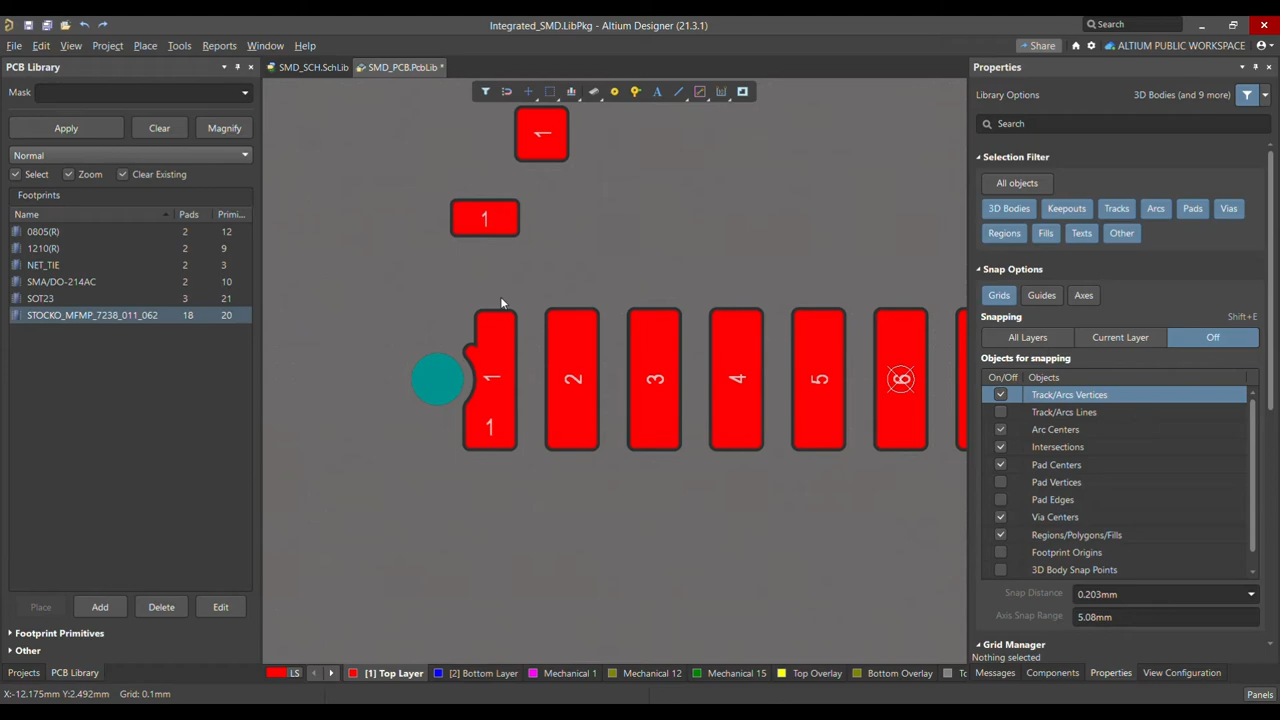 Integrated_SMD.LibPkg - Altium Designer (21.3.1)
Search
File Edit View Project Place Tools Reports Window Help
Share
ALTIUM PUBLIC WORKSPACE
PCB Library
SMD_SCH.SchLib
SMD_PCB.PcbLib *
Properties
Mask
Library Options
3D Bodies (and 9 more)
Apply Clear Magnify
Search
Normal
Select Zoom Clear Existing
Selection Filter
All objects
Footprints
Name Pads Primi...
0805(R) 2 12
1210(R) 2 9
NET_TIE 2 3
SMA/DO-214AC 2 10
SOT23 3 21
STOCKO_MFMP_7238_011_062 18 20
3D Bodies Keepouts Tracks Arcs Pads Vias
Regions Fills Texts Other
Snap Options
Grids Guides Axes
Snapping Shift+E
All Layers Current Layer Off
Objects for snapping
On/Off Objects
Track/Arcs Vertices
Track/Arcs Lines
Arc Centers
Intersections
Pad Centers
Pad Vertices
Pad Edges
Via Centers
Regions/Polygons/Fills
Footprint Origins
3D Body Snap Points
Snap Distance 0.203mm
Axis Snap Range 5.08mm
Grid Manager
Nothing selected
1
1
1 2 3 4 5 6
1
Place Add Delete Edit
Footprint Primitives
Other
Projects PCB Library
LS [1] Top Layer [2] Bottom Layer Mechanical 1 Mechanical 12 Mechanical 15 Top Overlay Bottom Overlay To
Messages Components Properties View Configuration
X:-12.175mm Y:2.492mm Grid: 0.1mm
Panels